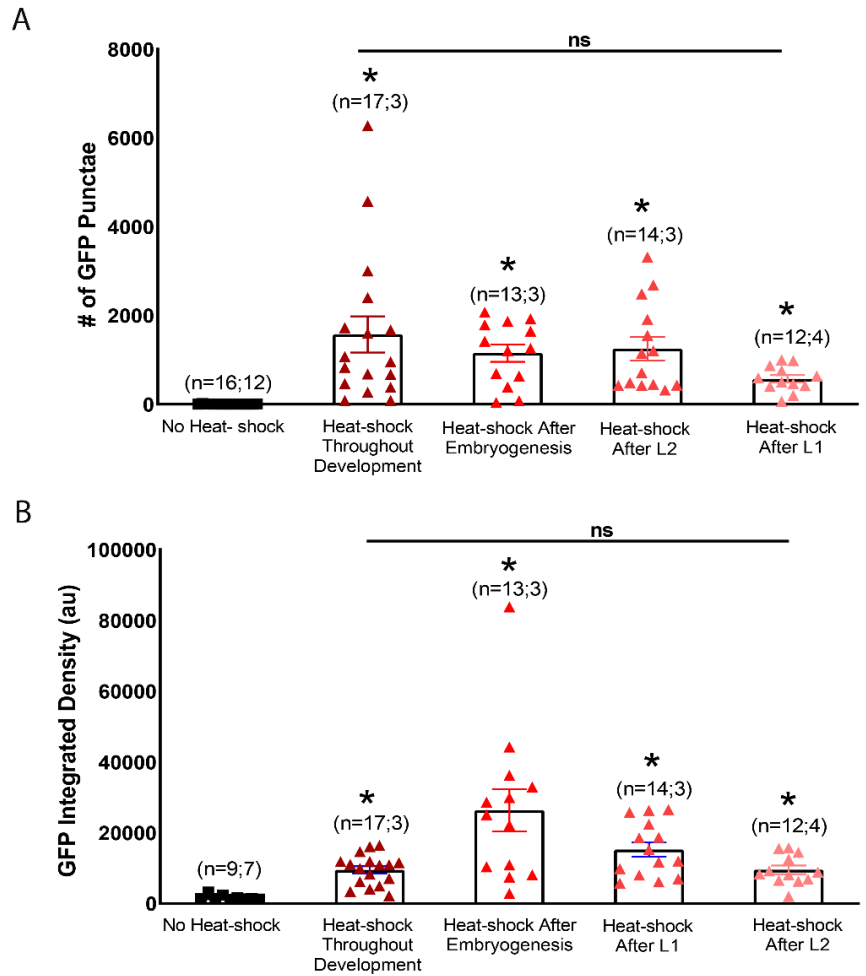 A
8000
6000
4000
2000
0
# of GFP Punctae
ns
*
(n=17;3)
*
(n=14;3)
*
(n=13;3)
*
(n=12;4)
(n=16;12)
No Heat- shock
Heat-shock
Throughout
Development
Heat-shock After
Embryogenesis
Heat-shock
After L2
Heat-shock
After L1
B
100000
80000
60000
40000
20000
0
GFP Integrated Density (au)
ns
*
(n=13;3)
*
(n=14;3)
*
(n=17;3)
*
(n=12;4)
(n=9;7)
No Heat-shock
Heat-shock
Throughout
Development
Heat-shock After
Embryogenesis
Heat-shock
After L1
Heat-shock
After L2